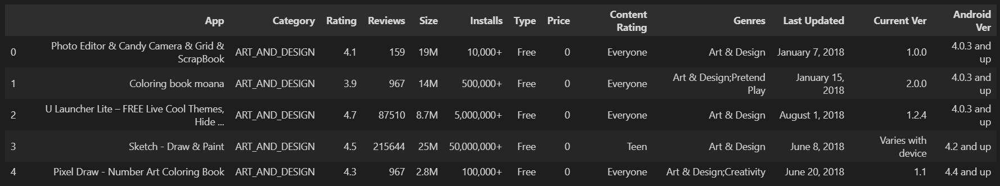 App Category Rating Reviews Size Installs Type Price Content Rating Genres Last Updated Current Ver Android Ver
0 Photo Editor & Candy Camera & Grid & ScrapBook ART_AND_DESIGN 4.1 159 19M 10,000+ Free 0 Everyone Art & Design January 7, 2018 1.0.0 4.0.3 and up
1 Coloring book moana ART_AND_DESIGN 3.9 967 14M 500,000+ Free 0 Everyone Art & Design;Pretend Play January 15, 2018 2.0.0 4.0.3 and up
2 U Launcher Lite – FREE Live Cool Themes, Hide ... ART_AND_DESIGN 4.7 87510 8.7M 5,000,000+ Free 0 Everyone Art & Design August 1, 2018 1.2.4 4.0.3 and up
3 Sketch - Draw & Paint ART_AND_DESIGN 4.5 215644 25M 50,000,000+ Free 0 Teen Art & Design June 8, 2018 Varies with device 4.2 and up
4 Pixel Draw - Number Art Coloring Book ART_AND_DESIGN 4.3 967 2.8M 100,000+ Free 0 Everyone Art & Design;Creativity June 20, 2018 1.1 4.4 and up